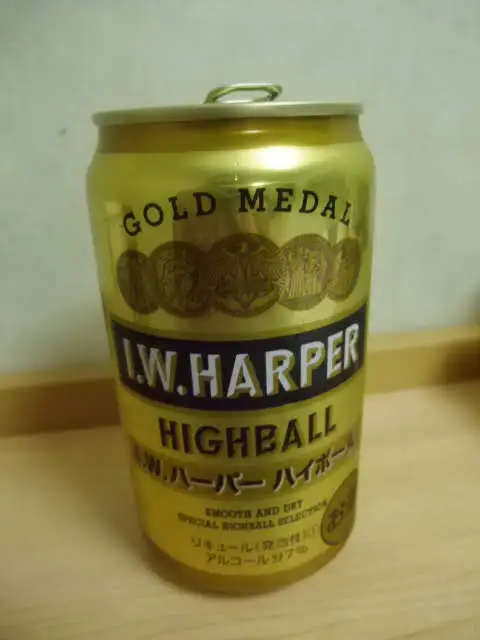 GOLD MEDAL
I.W.HARPER
HIGHBALL
I.W.ハーパー ハイボール
SMOOTH AND DRY
SPECIAL HIGHBALL SELECTION
リキュール(発泡性)①
アルコール分7%